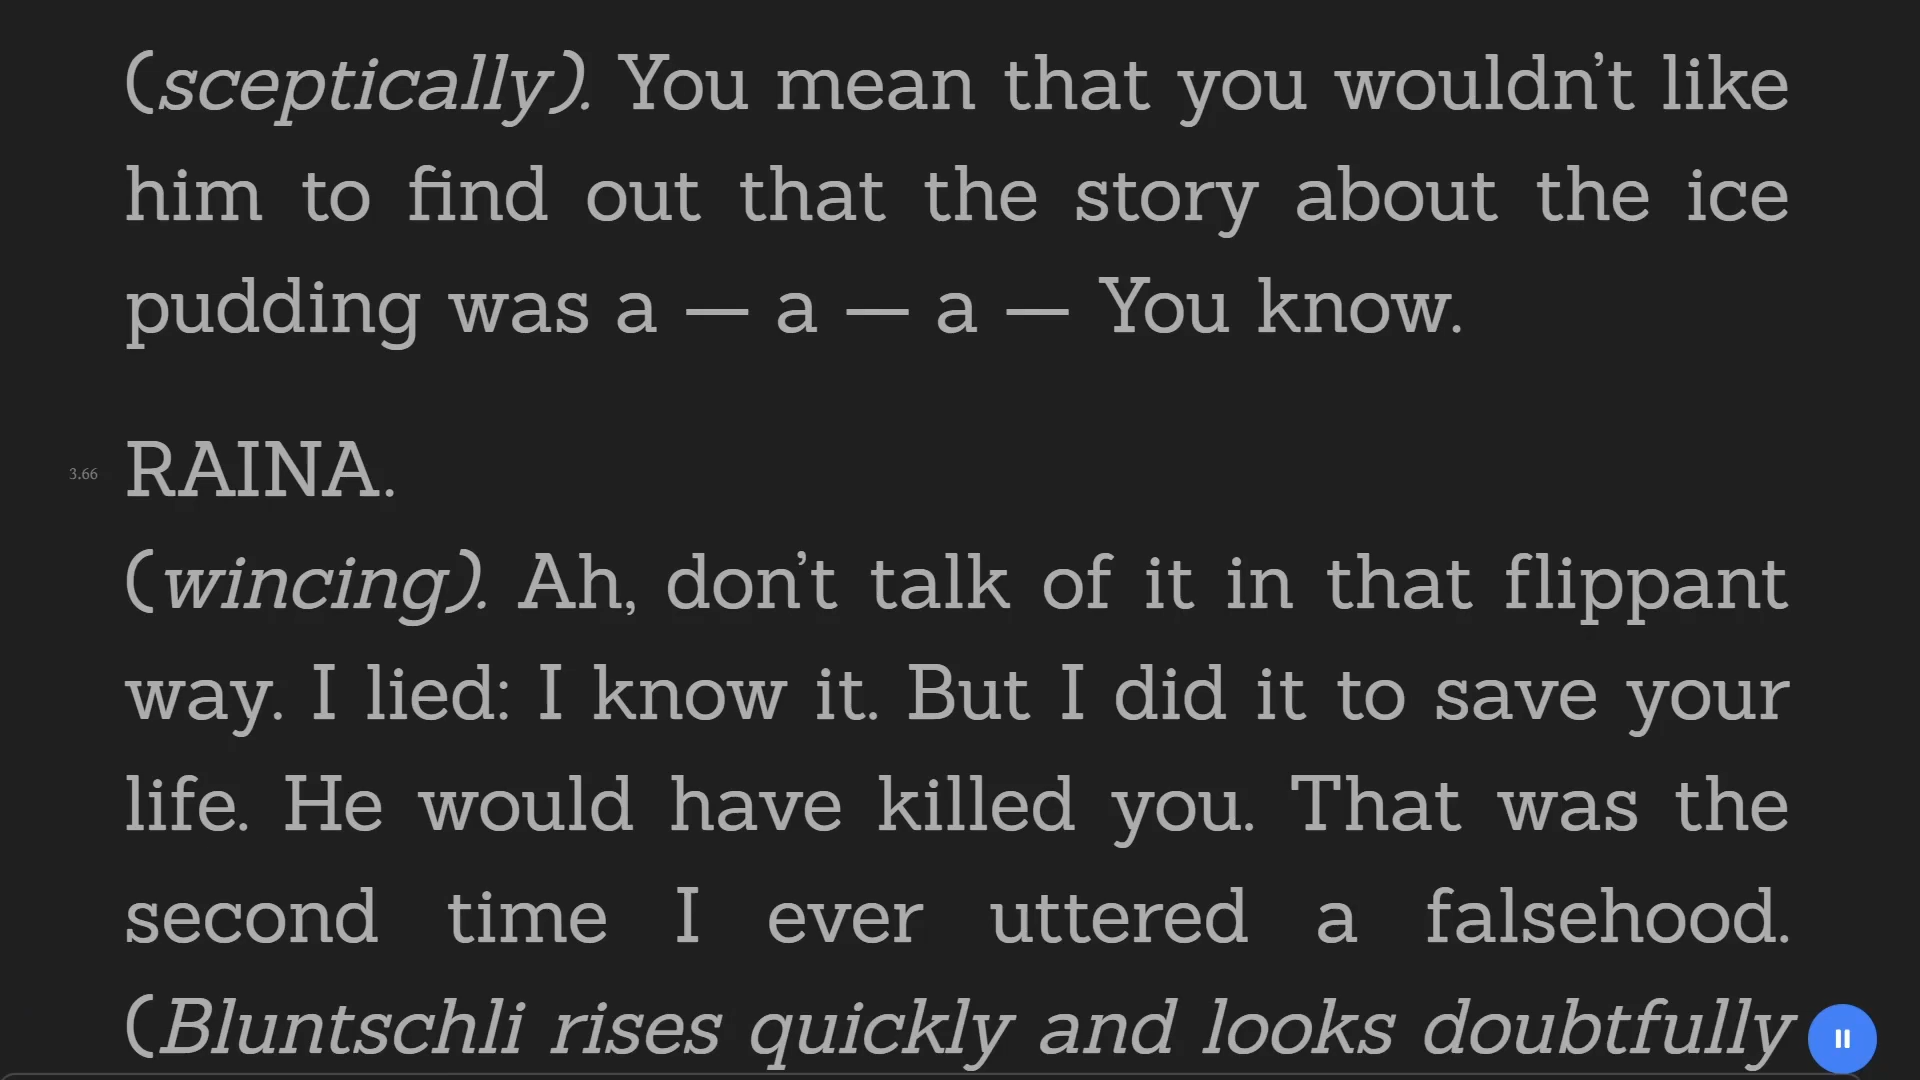 (sceptically). You mean that you wouldn’t like
him to find out that the story about the ice
pudding was a — a — a — You know.
3.66 RAINA.
(wincing). Ah, don’t talk of it in that flippant
way. I lied: I know it. But I did it to save your
life. He would have killed you. That was the
second time I ever uttered a falsehood.
(Bluntschli rises quickly and looks doubtfully